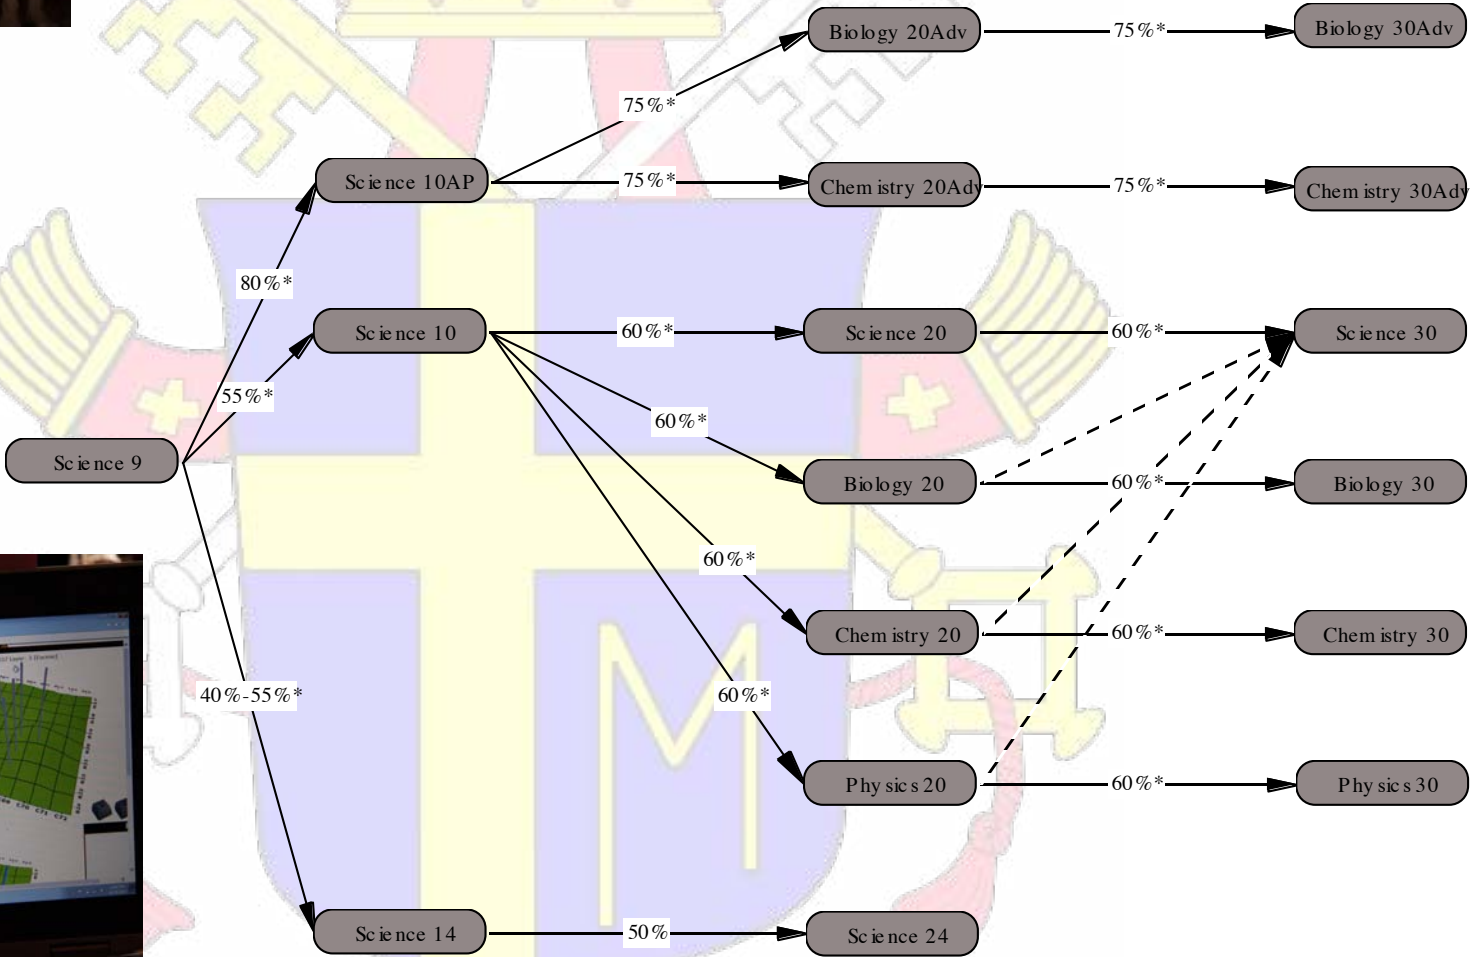 Biology 20Adv
75%*
Biology 30Adv
75%*
Science 10AP
75%*
Chemistry 20Adv
75%*
Chemistry 30Adv
80%*
Science 10
60%*
Science 20
60%*
Science 30
55%*
60%*
Science 9
Biology 20
60%*
Biology 30
60%*
Chemistry 20
60%*
Chemistry 30
40%-55%*
60%*
Physics 20
60%*
Physics 30
Science 14
50%
Science 24
M